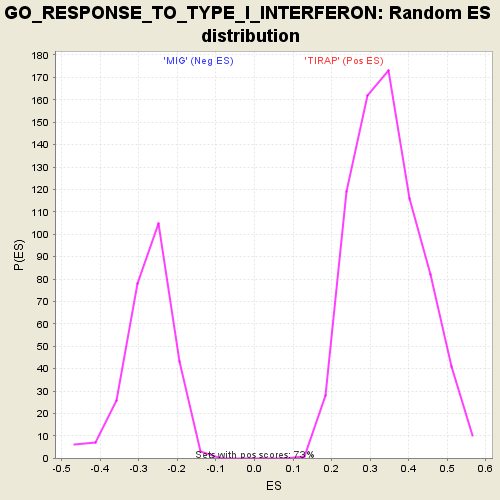 GO_RESPONSE_TO_TYPE_I_INTERFERON: Random ES
distribution
'MIG' (Neg ES)
'TIRAP' (Pos ES)
180
170
160
150
140
130
120
110
100
90
80
70
60
50
40
30
20
10
0
P(ES)
Sets with pos scores: 73%
-0.5 -0.4 -0.3 -0.2 -0.1 0.0 0.1 0.2 0.3 0.4 0.5 0.6
ES